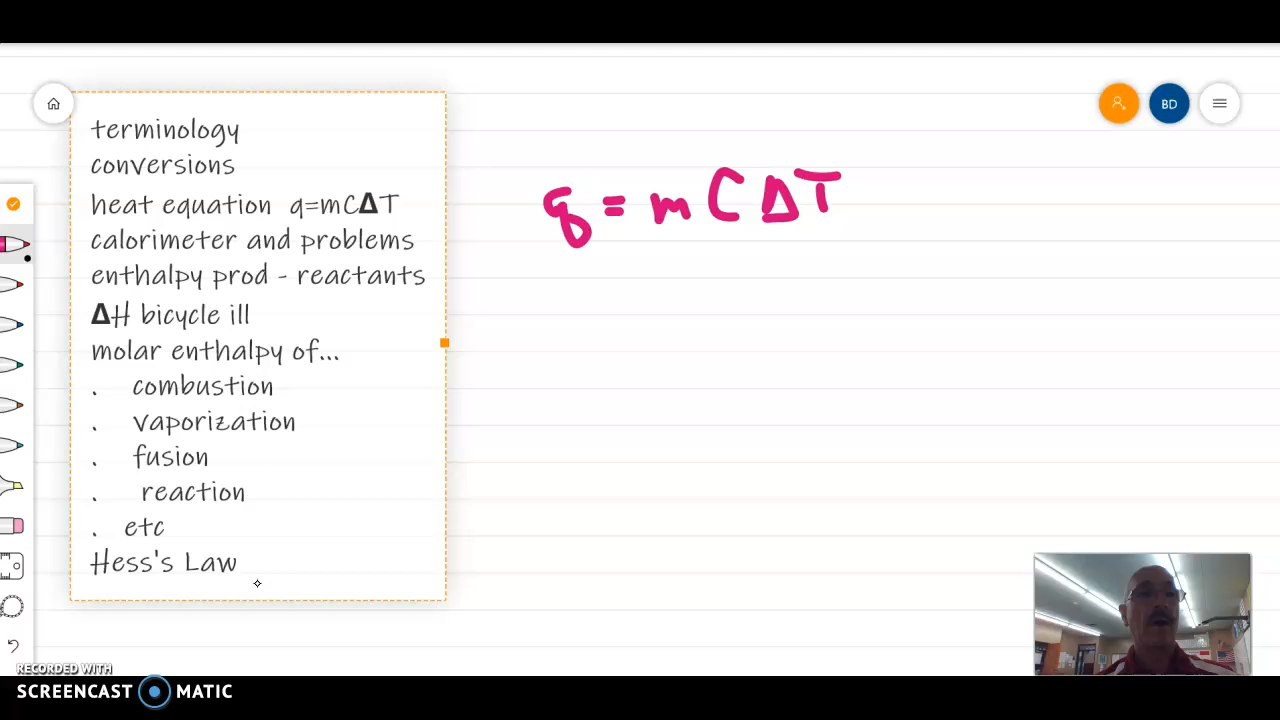 terminology
conversions
heat equation q=mCΔT
calorimeter and problems
enthalpy prod - reactants
ΔH bicycle ill
molar enthalpy of...
. combustion
. vaporization
. fusion
. reaction
. etc
Hess's Law
q = m C Δ T
BD
RECORDED WITH
SCREENCAST MATIC